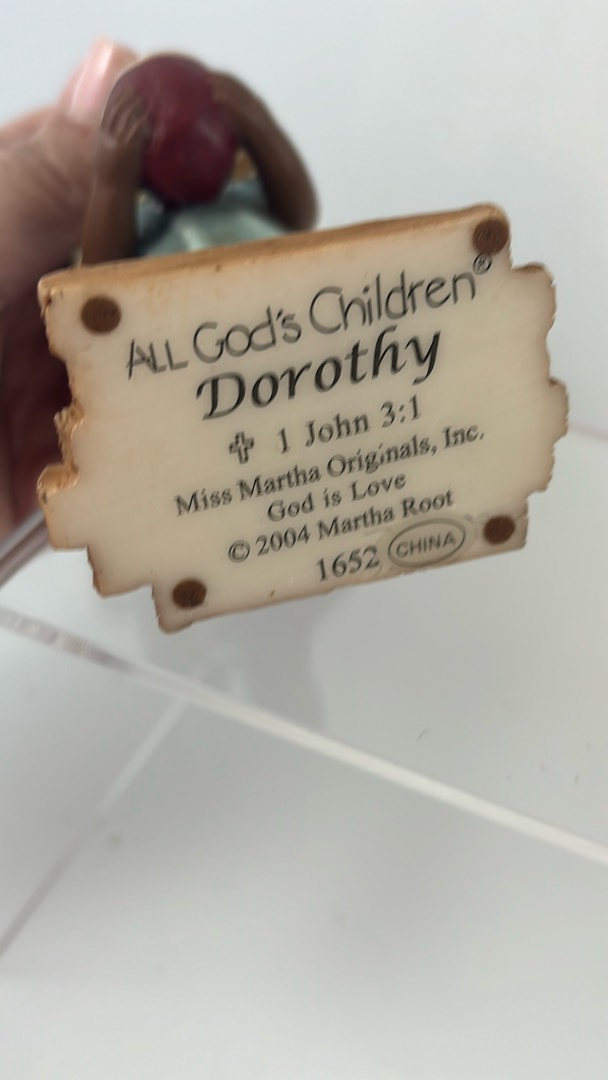 ALL God's Children®
Dorothy
✞ 1 John 3:1
Miss Martha Originals, Inc.
God is Love
© 2004 Martha Root
1652 CHINA